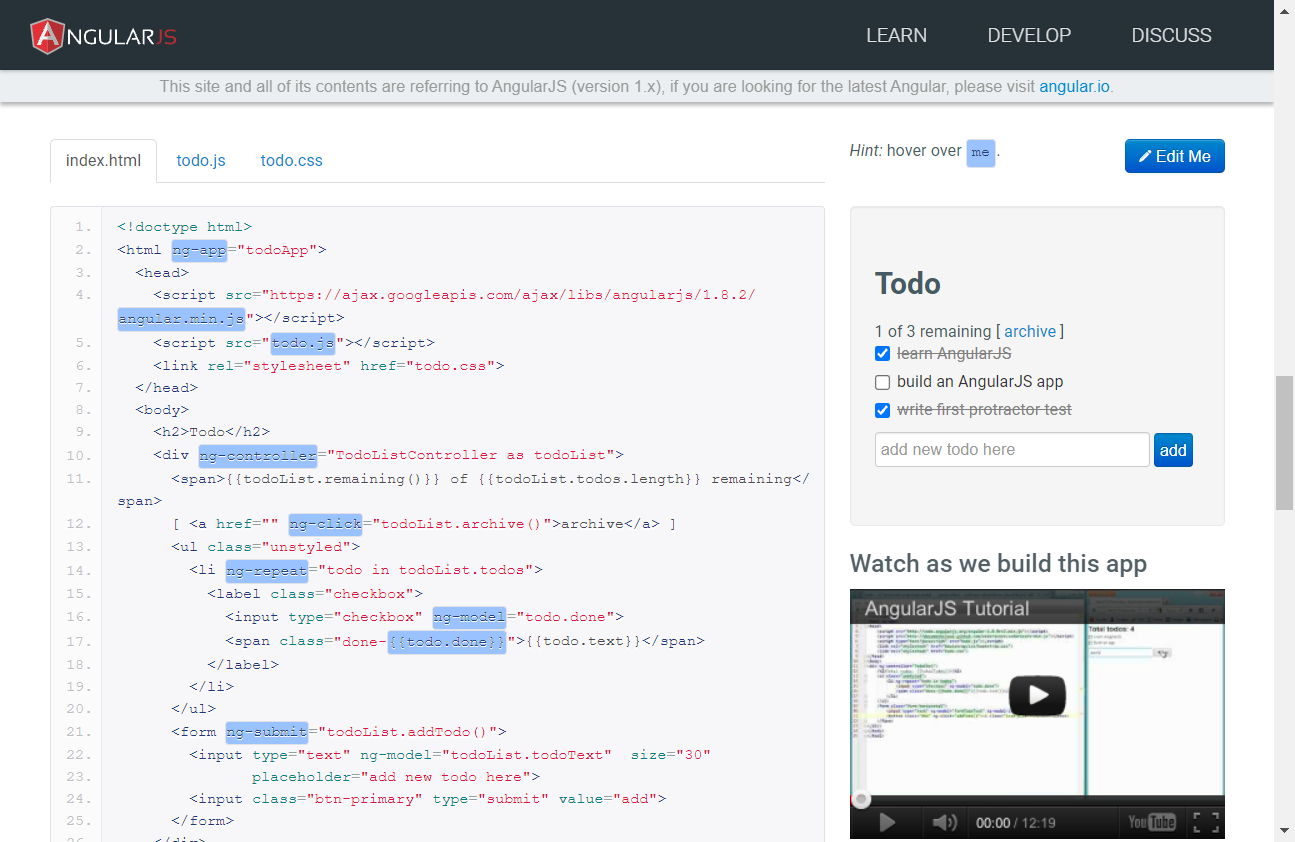 ANGULARJS
LEARN DEVELOP DISCUSS
This site and all of its contents are referring to AngularJS (version 1.x), if you are looking for the latest Angular, please visit angular.io.
index.html todo.js todo.css
1. <!doctype html>
2. <html ng-app="todoApp">
3. <head>
4. <script src="https://ajax.googleapis.com/ajax/libs/angularjs/1.8.2/
angular.min.js"></script>
5. <script src="todo.js"></script>
6. <link rel="stylesheet" href="todo.css">
7. </head>
8. <body>
9. <h2>Todo</h2>
10. <div ng-controller="TodoListController as todoList">
11. <span>{{todoList.remaining()}} of {{todoList.todos.length}} remaining</
span>
12. [ <a href="" ng-click="todoList.archive()">archive</a> ]
13. <ul class="unstyled">
14. <li ng-repeat="todo in todoList.todos">
15. <label class="checkbox">
16. <input type="checkbox" ng-model="todo.done">
17. <span class="done-{{todo.done}}">{{todo.text}}</span>
18. </label>
19. </li>
20. </ul>
21. <form ng-submit="todoList.addTodo()">
22. <input type="text" ng-model="todoList.todoText"  size="30"
23. placeholder="add new todo here">
24. <input class="btn-primary" type="submit" value="add">
25. </form>
26. </div>
Hint: hover over me .
Edit Me
Todo
1 of 3 remaining [ archive ]
learn AngularJS
build an AngularJS app
write first protractor test
add new todo here add
Watch as we build this app
AngularJS Tutorial
Total todos: 4
00:00 / 12:19 YouTube